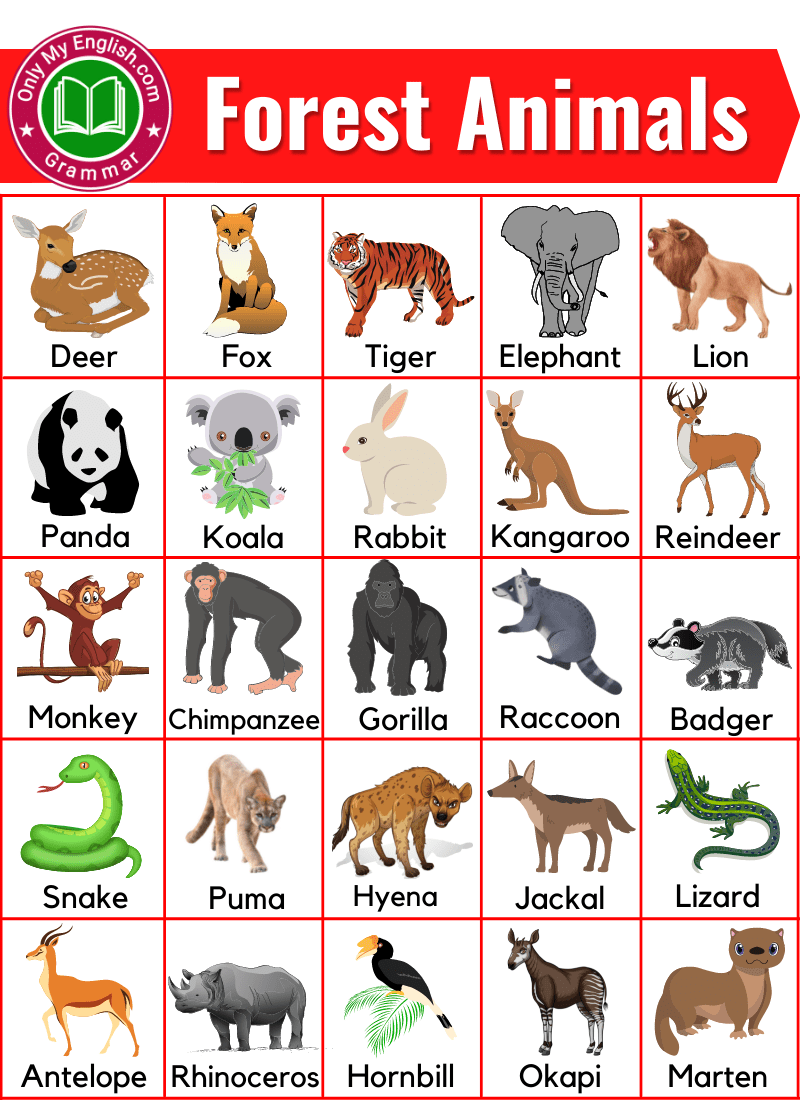 Only My English.com
Grammar
Forest Animals
Deer
Fox
Tiger
Elephant
Lion
Panda
Koala
Rabbit
Kangaroo
Reindeer
Monkey
Chimpanzee
Gorilla
Raccoon
Badger
Snake
Puma
Hyena
Jackal
Lizard
Antelope
Rhinoceros
Hornbill
Okapi
Marten